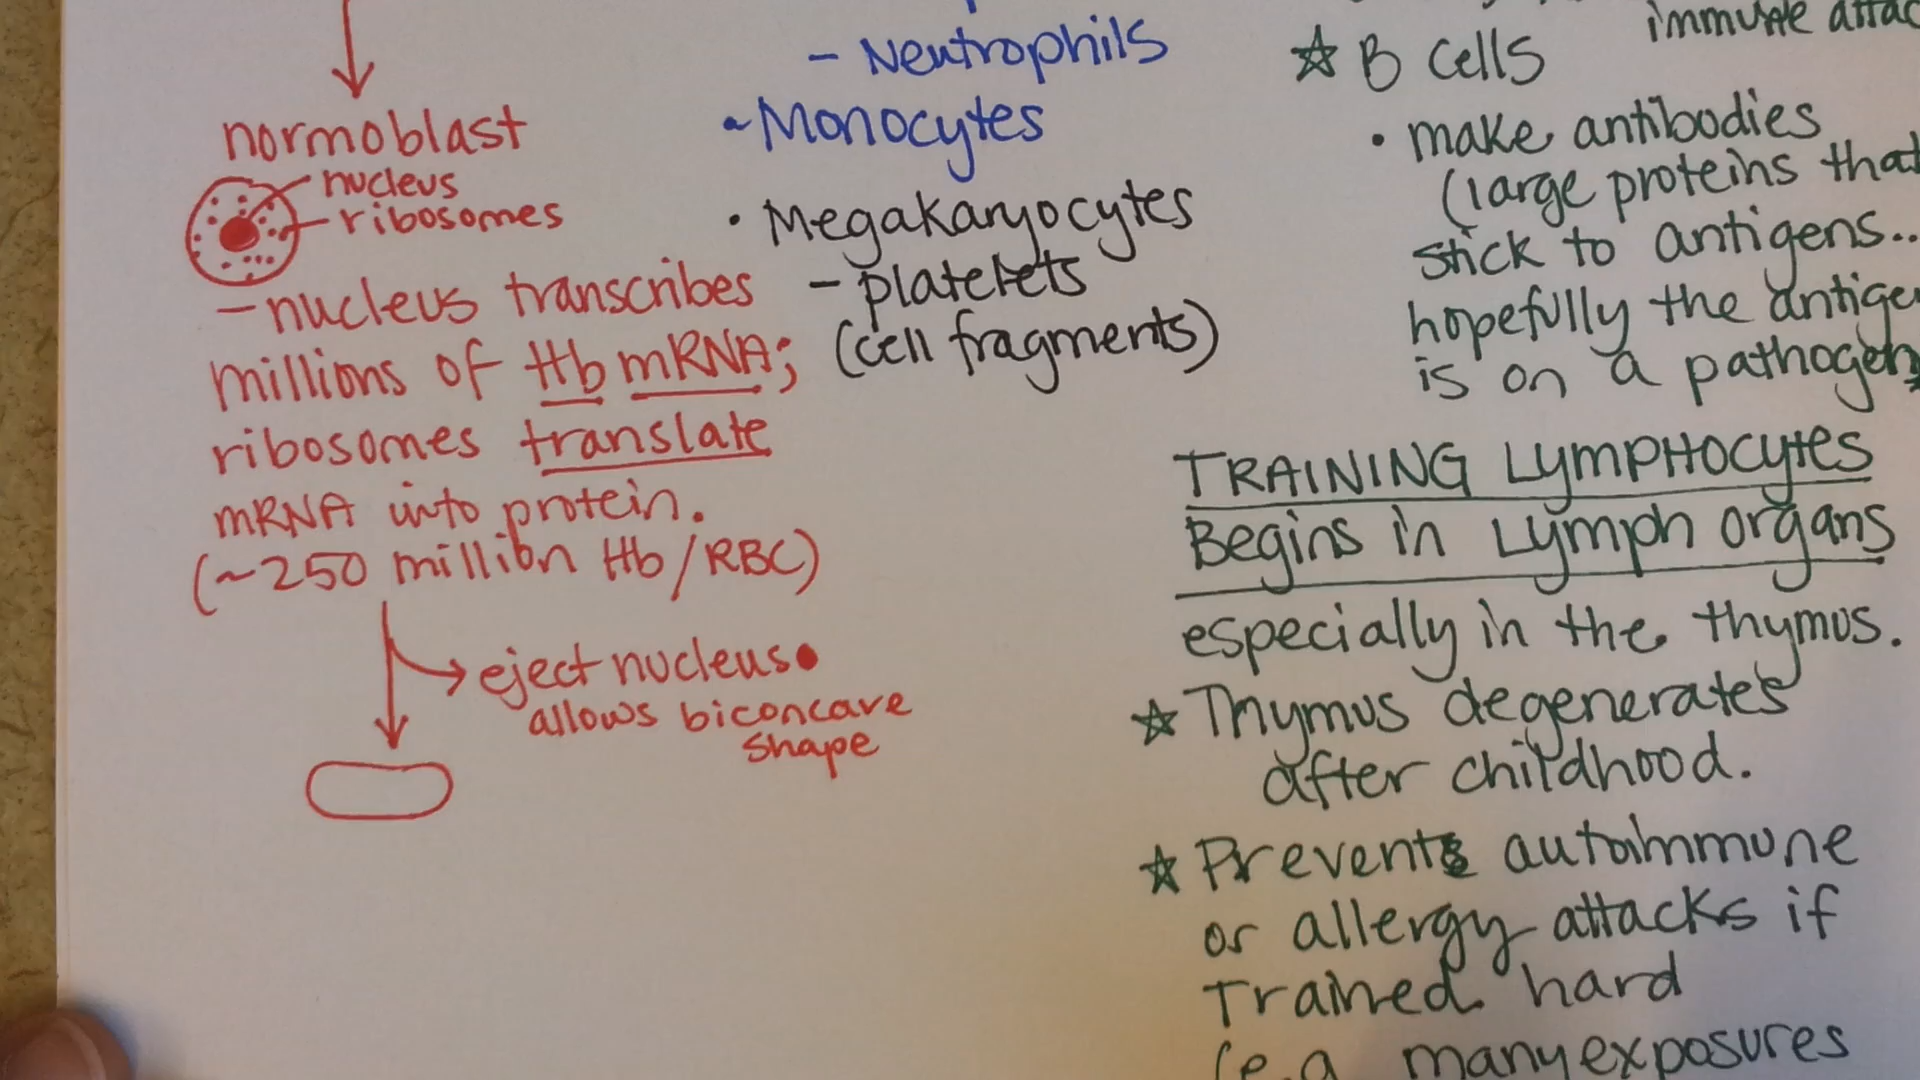 normoblast
nucleus
ribosomes
- nucleus transcribes
millions of Hb mRNA;
ribosomes translate
mRNA into protein.
(~250 million Hb/RBC)
eject nucleus
allows biconcave
shape
- Neutrophils
- Monocytes
• Megakaryocytes
- platelets
(cell fragments)
immune
☆ B cells
• make antibodies
(large proteins that
stick to antigens...
hopefully the
is on a pathogen
TRAINING LYMPHOCYTES
Begins in Lymph organs
especially in the thymus.
☆ Thymus degenerates
after childhood.
☆ Prevents autoimmune
or allergy attacks if
Trained hard
(e.g. many exposures